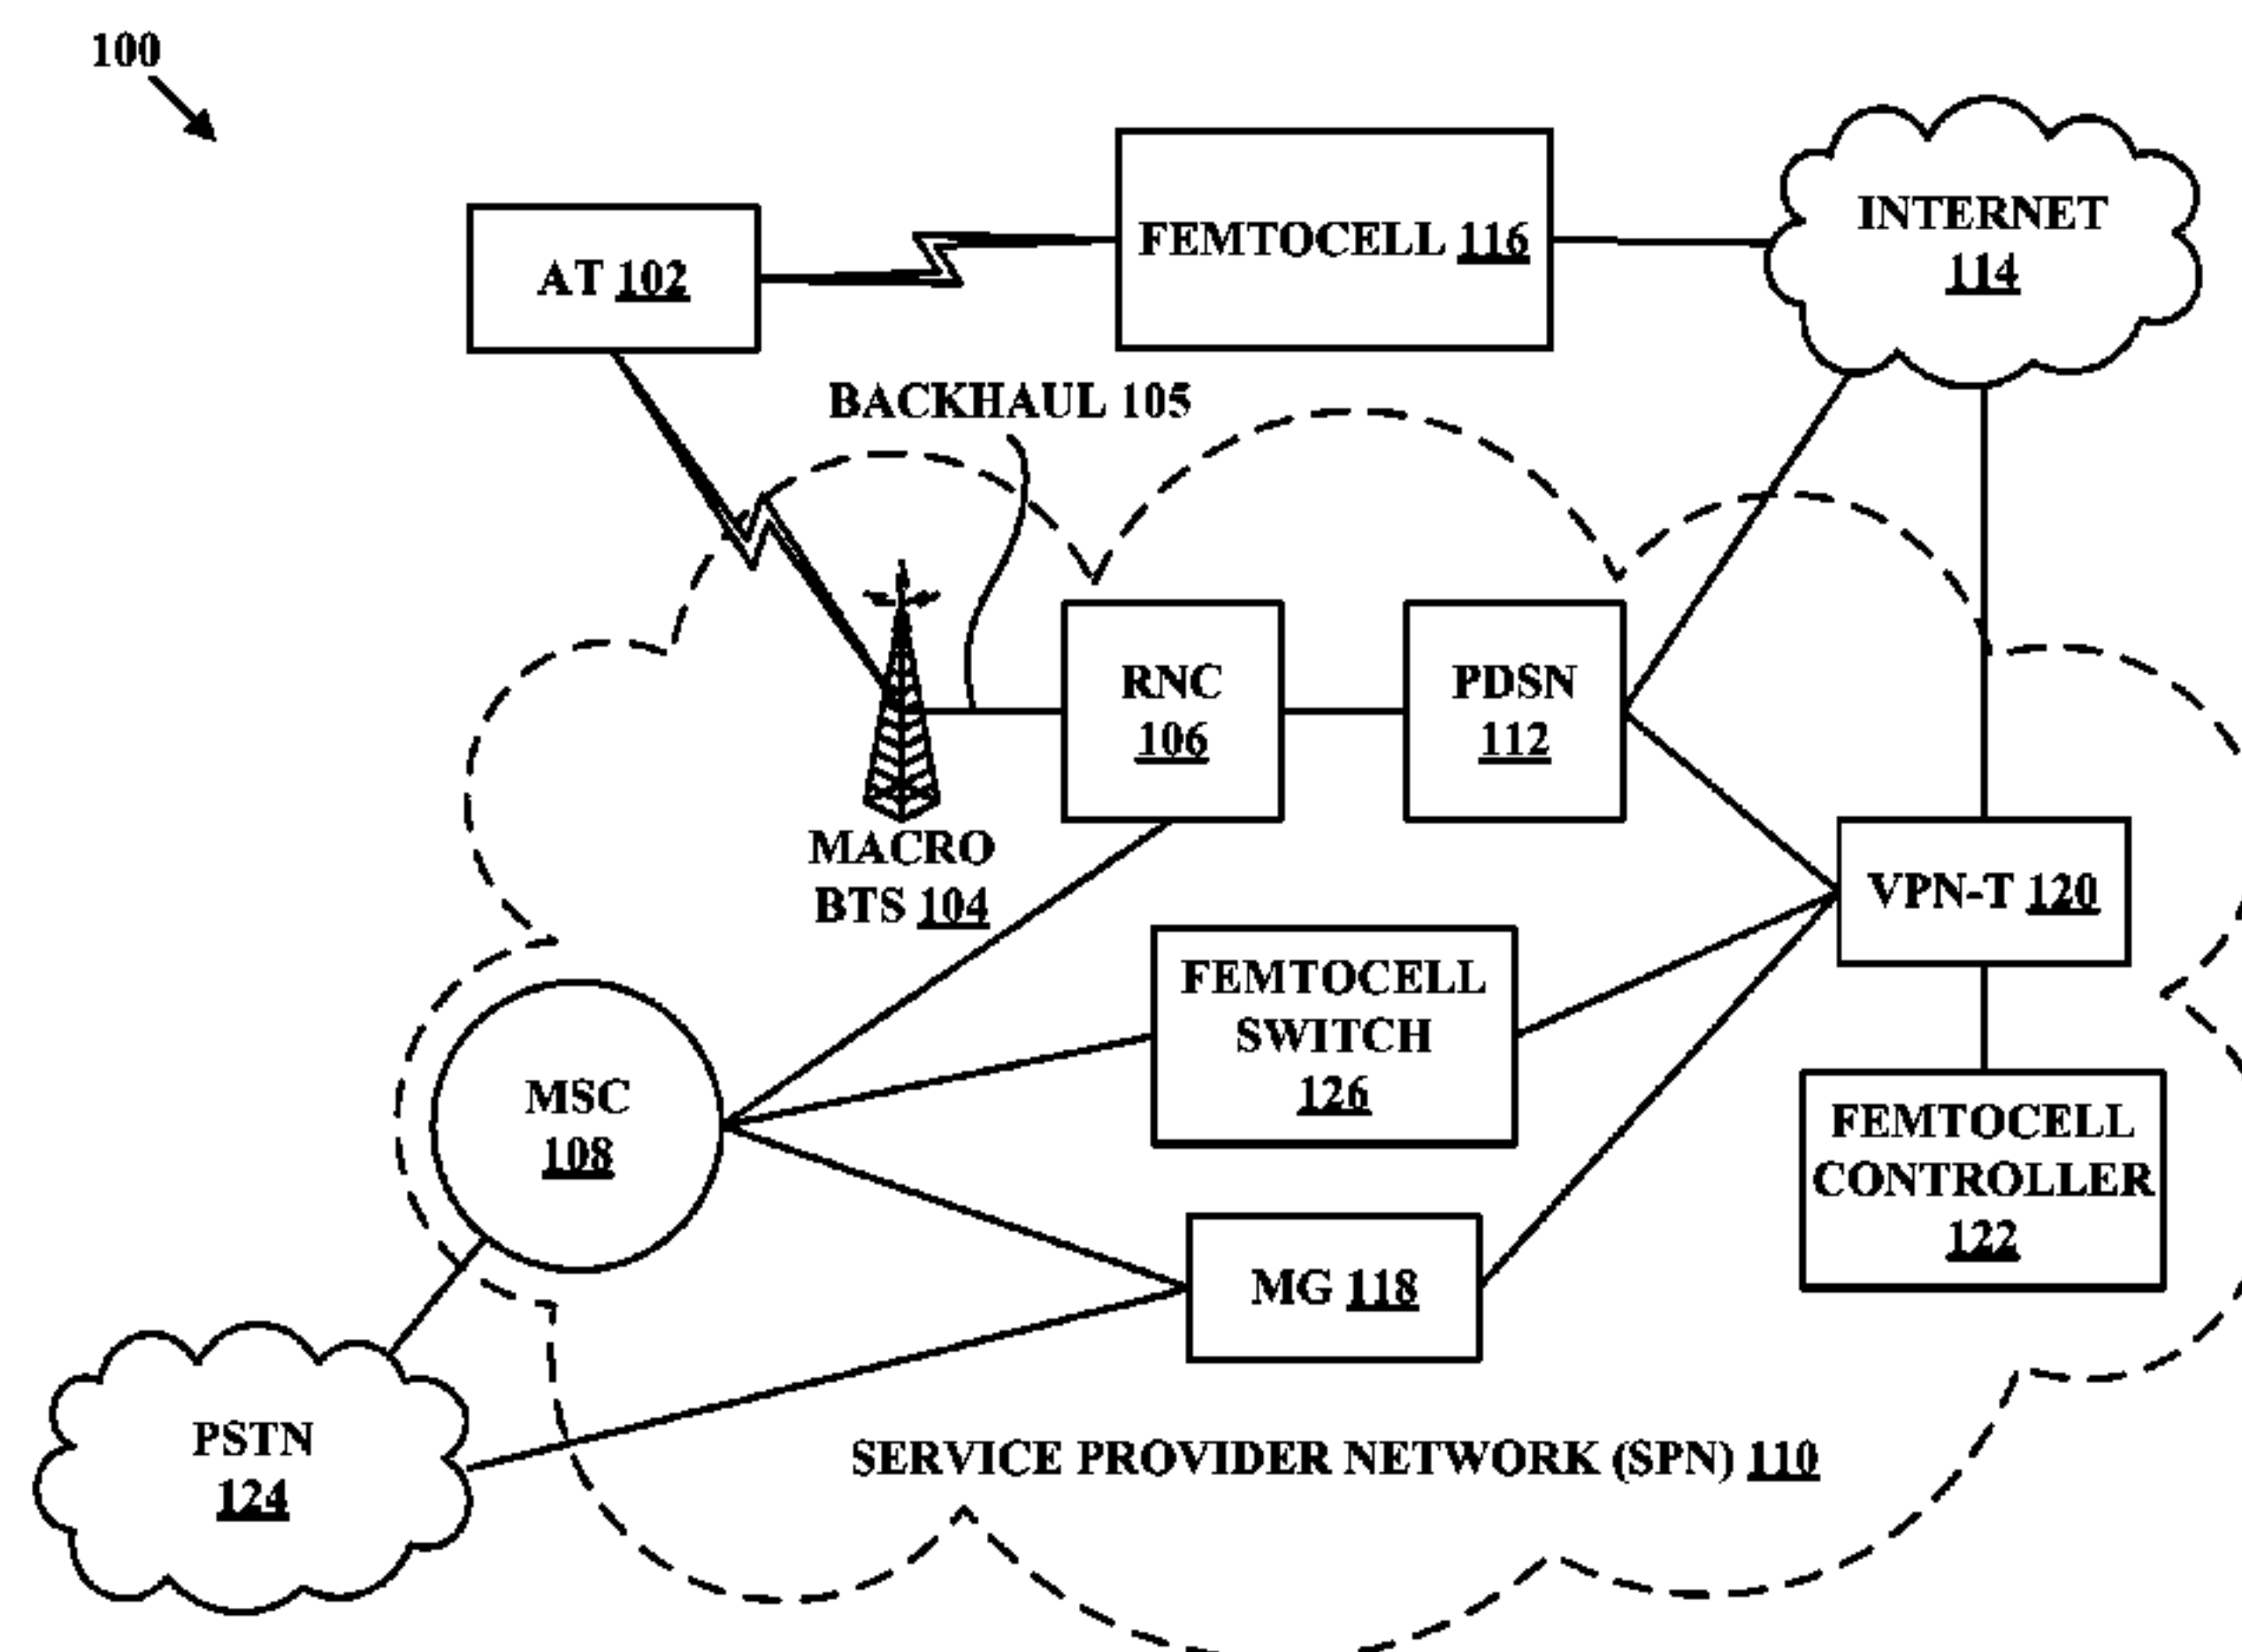 100
AT 102
FEMTOCELL 116
INTERNET
114
BACKHAUL 105
RNC
106
PDSN
112
MACRO
BTS 104
VPN-T 120
FEMTOCELL
SWITCH
126
MSC
108
FEMTOCELL
CONTROLLER
122
MG 118
PSTN
124
SERVICE PROVIDER NETWORK (SPN) 110